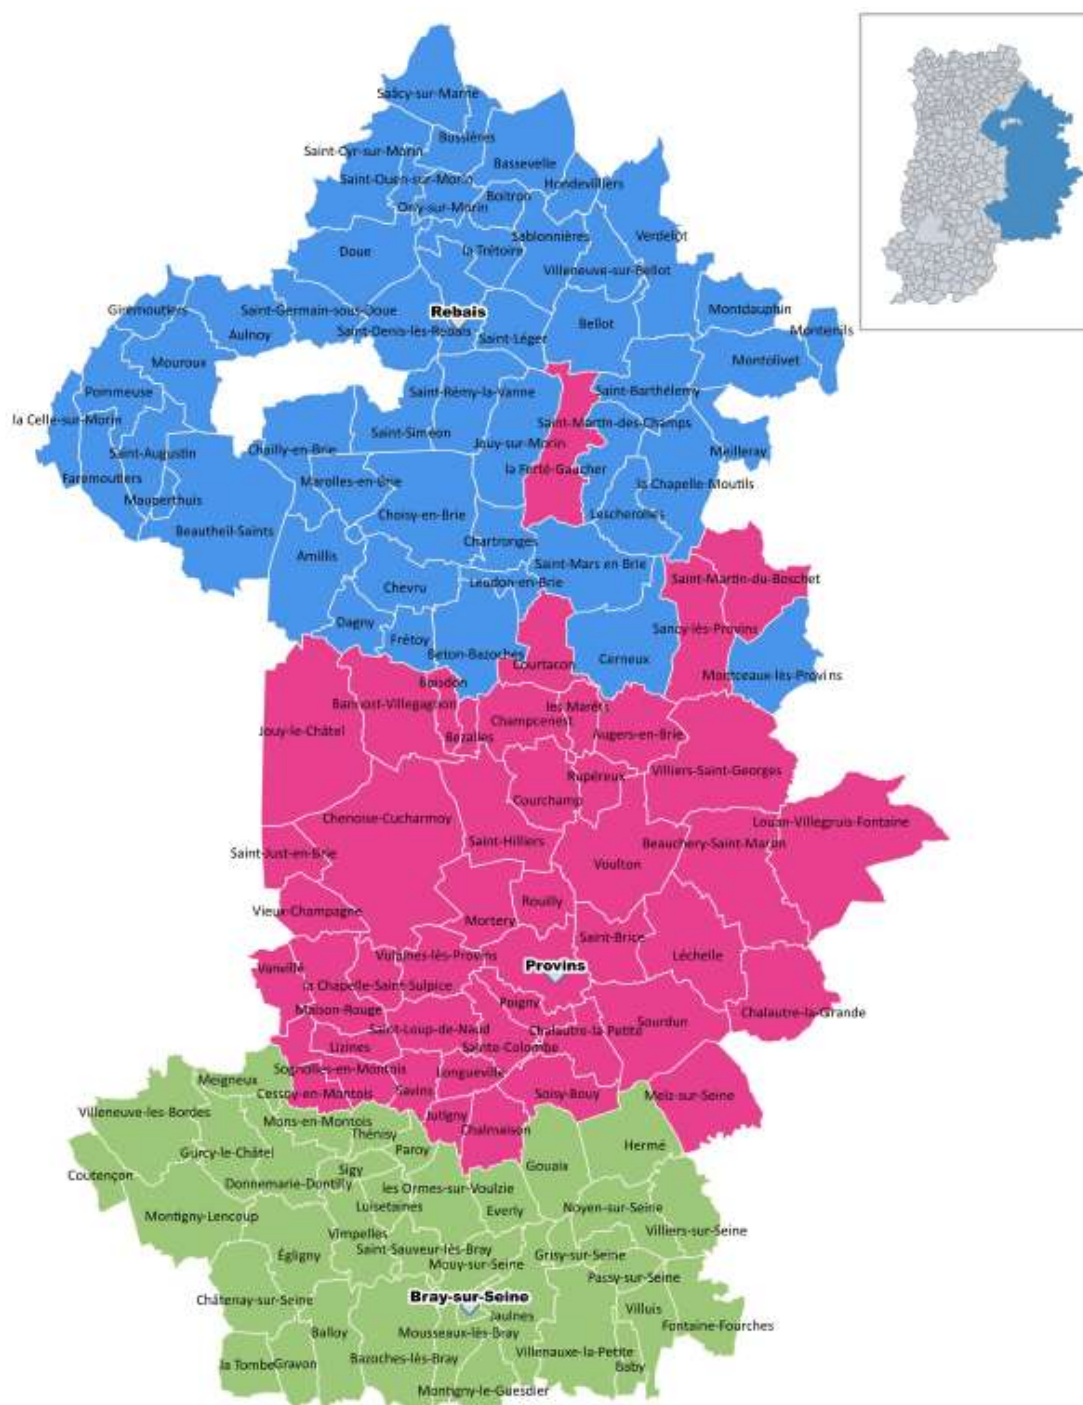 Saâcy-sur-Marne
Bussières
Saint-Cyr-sur-Morin
Bassevelle
Saint-Ouen-sur-Morin
Hondevilliers
Boitron
Orly-sur-Morin
Sablonnières
Verdelot
Doue
la Trétoire
Villeneuve-sur-Bellot
Giremoutiers
Saint-Germain-sous-Doue
Rebais
Montdauphin
Aulnoy
Saint-Denis-lès-Rebais
Bellot
Montenils
Saint-Léger
Mouroux
Montolivet
Pommeuse
Saint-Rémy-la-Vanne
Saint-Barthélemy
la Celle-sur-Morin
Saint-Siméon
Saint-Martin-des-Champs
Chailly-en-Brie
Jouy-sur-Morin
Meilleray
Saint-Augustin
la Ferté-Gaucher
Faremoutiers
Marolles-en-Brie
la Chapelle-Moutils
Mauperthuis
Choisy-en-Brie
Lescherolles
Beautheil-Saints
Chartronges
Amillis
Saint-Mars en Brie
Chevru
Leudon-en-Brie
Saint-Martin-du-Boschet
Dagny
Sancy-lès-Provins
Frétoy
Beton-Bazoches
Cerneux
Courtacon
Montceaux-lès-Provins
Boisdon
Bannost-Villegagnon
les Marêts
Jouy-le-Châtel
Champcenest
Bezalles
Augers-en-Brie
Villiers-Saint-Georges
Rupéreux
Courchamp
Chenoise-Cucharmoy
Louan-Villegruis-Fontaine
Saint-Hilliers
Beauchery-Saint-Martin
Saint-Just-en-Brie
Voulton
Rouilly
Vieux-Champagne
Mortery
Saint-Brice
Vulaines-lès-Provins
Léchelle
Provins
Vanvillé
la Chapelle-Saint-Sulpice
Poigny
Maison-Rouge
Chalautre-la-Grande
Sourdun
Saint-Loup-de-Naud
Chalautre-la Petite
Lizines
Sainte-Colombe
Sognolles-en-Montois
Longueville
Meigneux
Cessoy-en-Montois
Savins
Soisy-Bouy
Melz-sur-Seine
Villeneuve-les-Bordes
Jutigny
Mons-en-Montois
Chalmaison
Thénisy
Hermé
Gurcy-le-Châtel
Paroy
Sigy
Gouaix
Coutençon
Donnemarie-Dontilly
les Ormes-sur-Voulzie
Luisetaines
Everly
Noyen-sur-Seine
Montigny-Lencoup
Vimpelles
Villiers-sur-Seine
Saint-Sauveur-lès-Bray
Égligny
Grisy-sur-Seine
Mouy-sur-Seine
Passy-sur-Seine
Bray-sur-Seine
Châtenay-sur-Seine
Jaulnes
Villuis
Balloy
Mousseaux-lès-Bray
Fontaine-Fourches
Villenauxe-la-Petite
Bazoches-lès-Bray
la Tombe
Gravon
Baby
Montigny-le-Guesdier